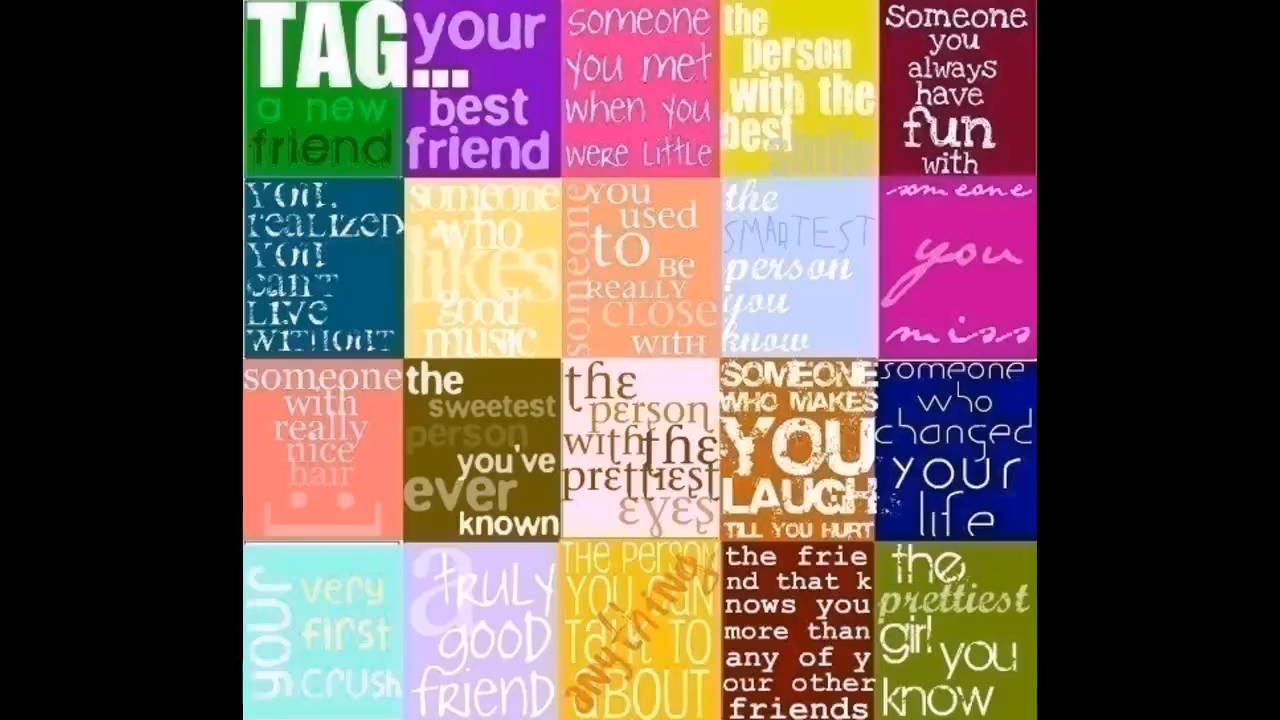 TAG...
a new
friend
your
best
friend
someone
you met
when you
were little
the
person
with the
best
smile
Someone
you
always
have
fun
with
you
realized
you
can't
live
without
someone
who
likes
good
music
someone
you
used
to
be
really
close
with
the
SMARTEST
person
you
know
someone
you
miss
someone
with
really
nice
hair
: )
the
sweetest
person
you've
ever
known
the
person
with the
prettiest
eyes
SOMEONE
WHO MAKES
YOU
LAUGH
TILL YOU HURT
someone
who
changed
your
life
your
very
first
crush
a
truly
good
friend
THE PERSON
YOU CAN
TALK TO
ABOUT
anything
the frie
nd that k
nows you
more than
any of y
our other
friends
the
prettiest
girl
you
know